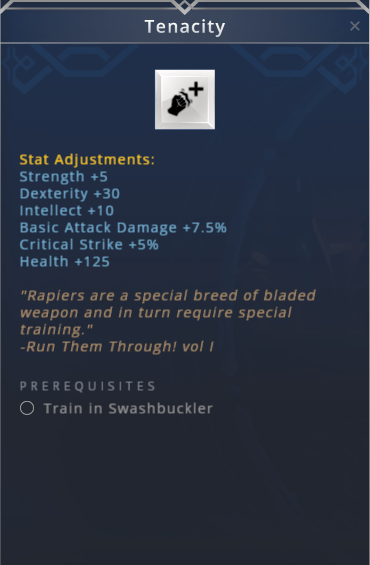 Tenacity
Stat Adjustments:
Strength +5
Dexterity +30
Intellect +10
Basic Attack Damage +7.5%
Critical Strike +5%
Health +125
"Rapiers are a special breed of bladed
weapon and in turn require special
training."
-Run Them Through! vol I
PREREQUISITES
Train in Swashbuckler